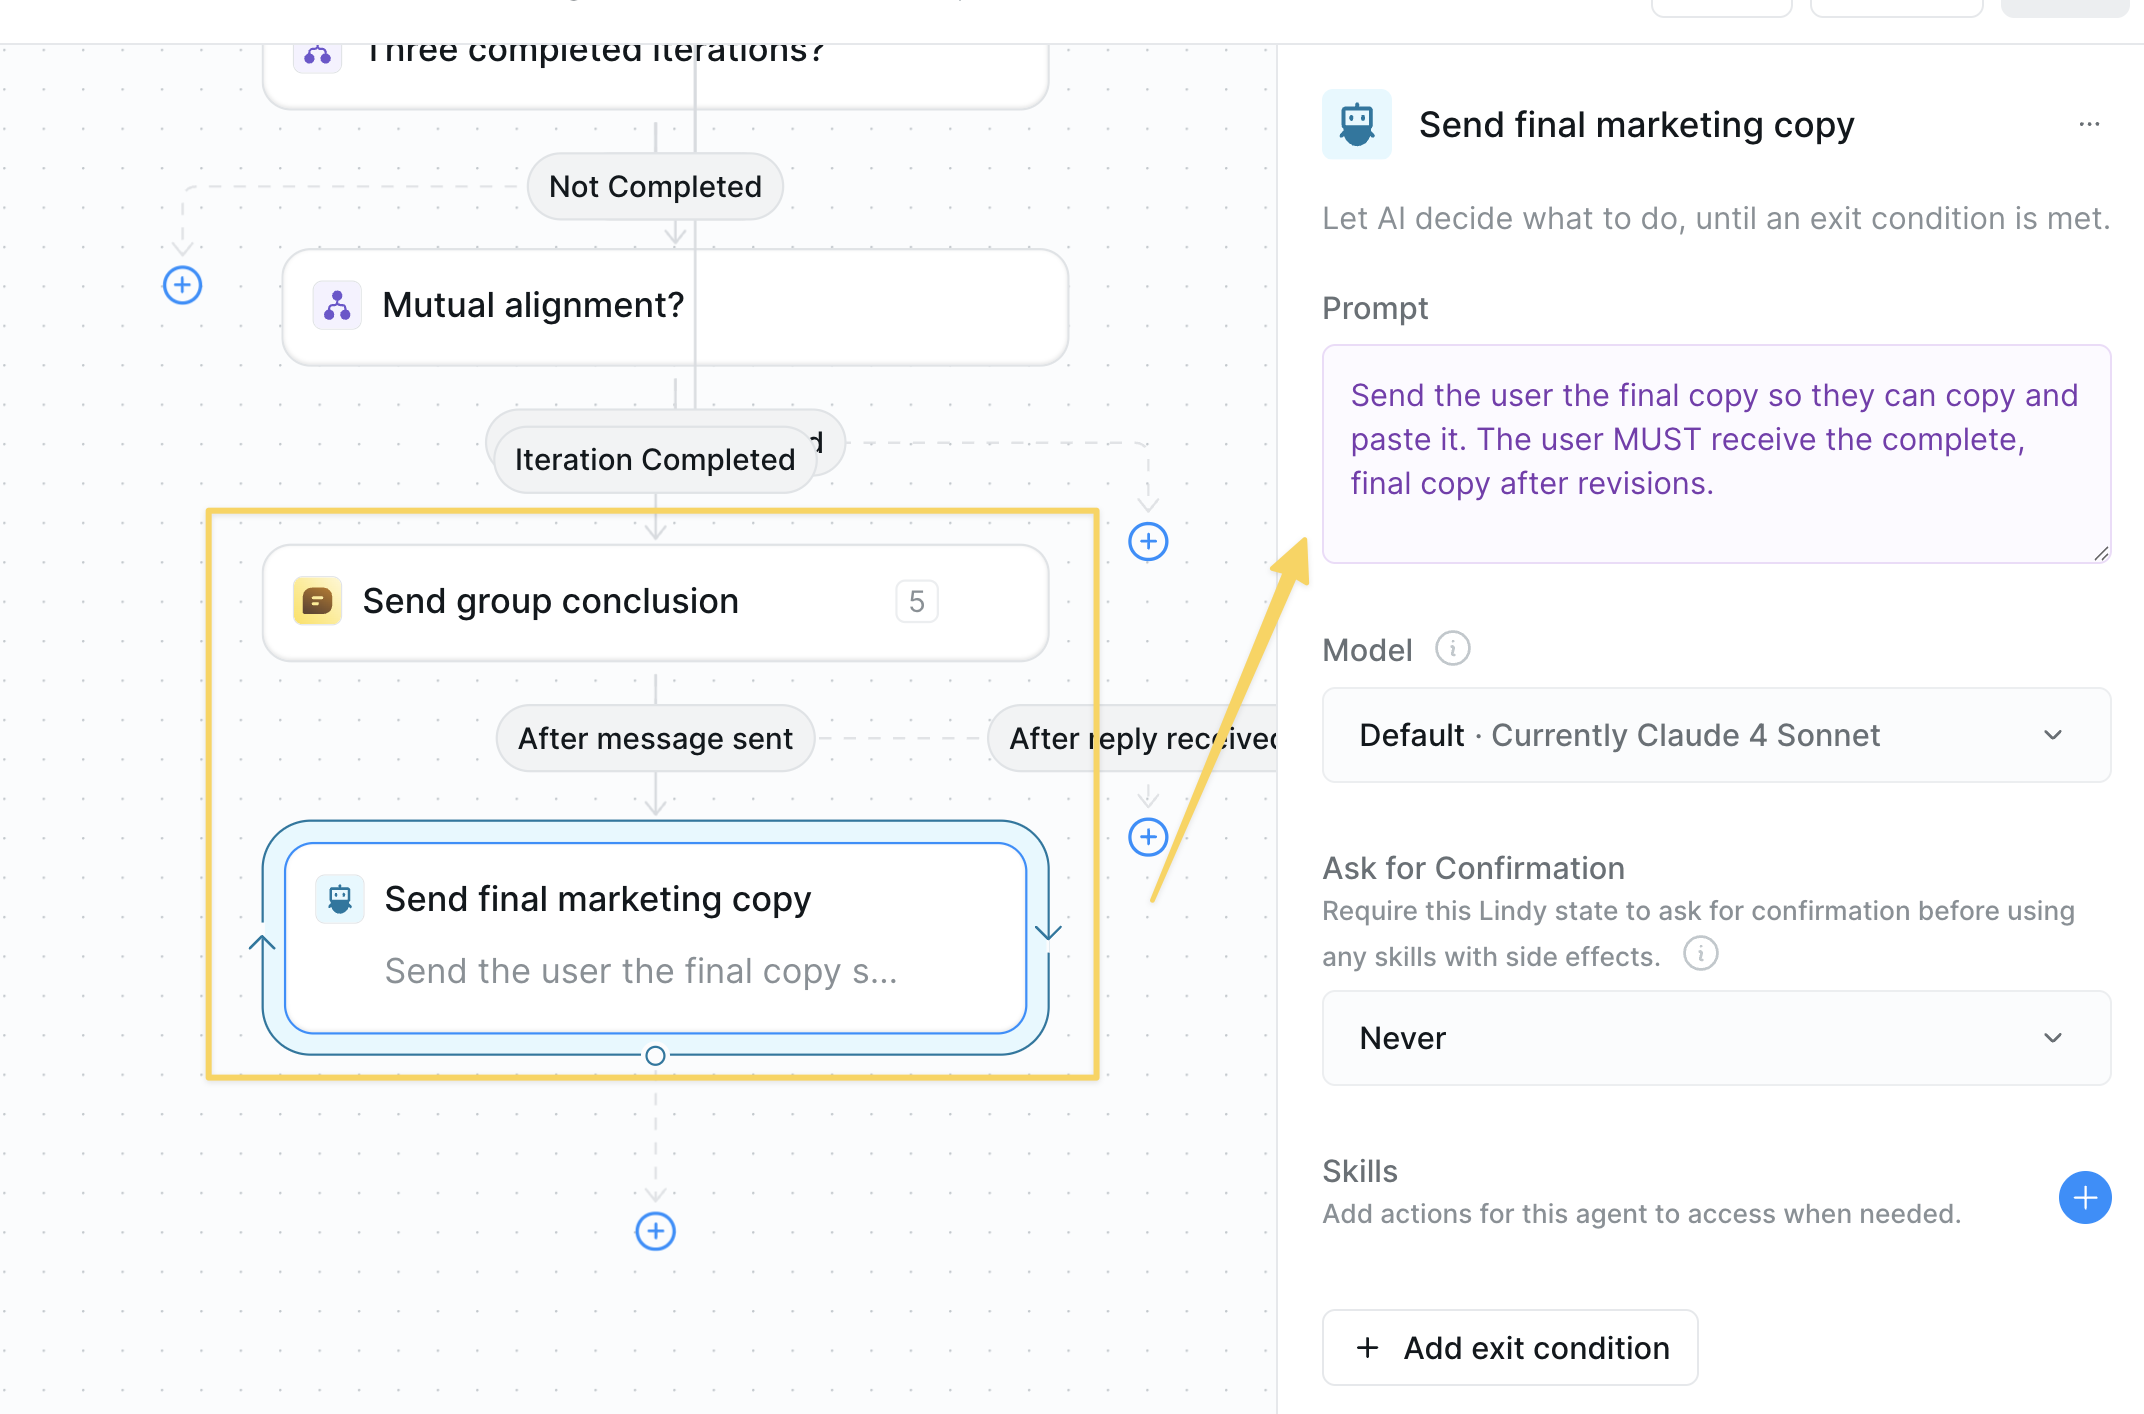 Three completed iterations?
Not Completed
Mutual alignment?
d
Iteration Completed
Send group conclusion
5
After message sent
After reply received
Send final marketing copy
Send the user the final copy s...
Send final marketing copy
Let AI decide what to do, until an exit condition is met.
Prompt
Send the user the final copy so they can copy and
paste it. The user MUST receive the complete,
final copy after revisions.
Model
Default · Currently Claude 4 Sonnet
Ask for Confirmation
Require this Lindy state to ask for confirmation before using
any skills with side effects.
Never
Skills
Add actions for this agent to access when needed.
Add exit condition